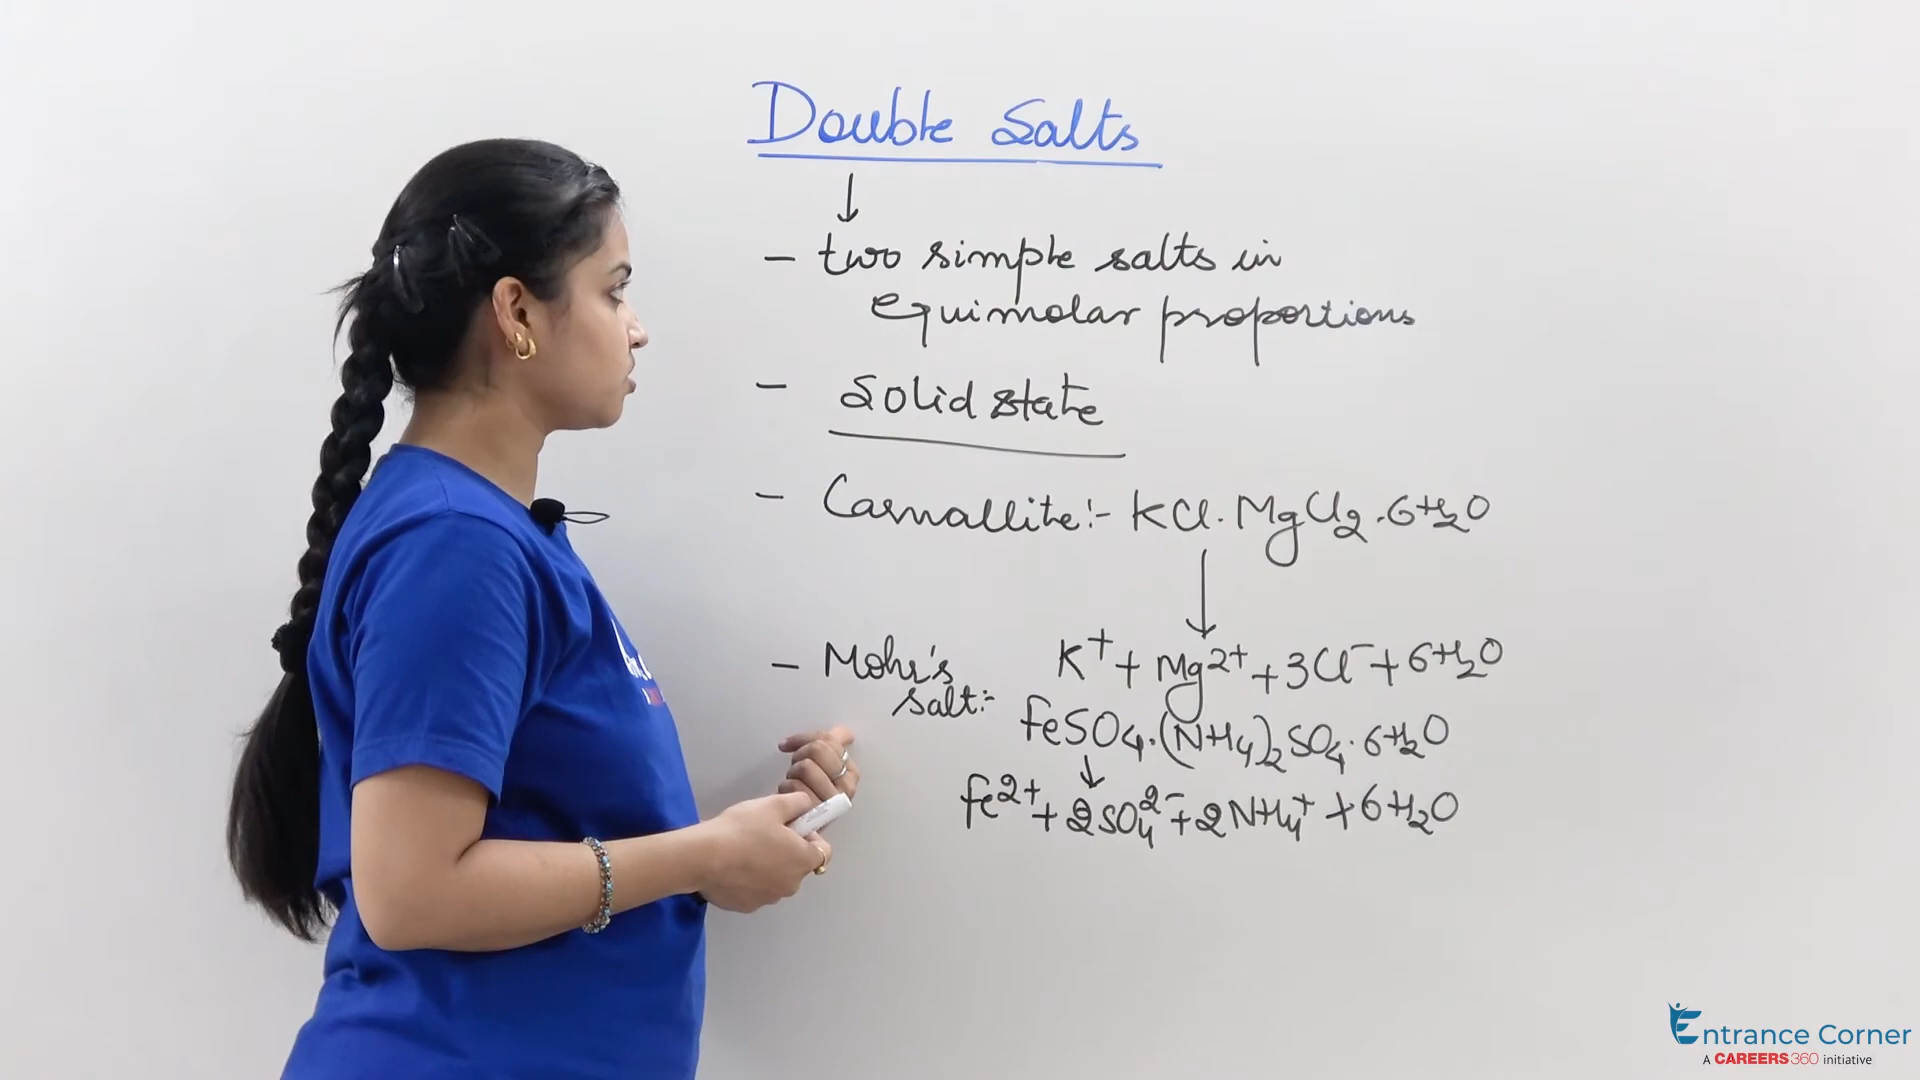 Double Salts
↓
- two simple salts in
equimolar proportions
- Solid state
- Carnallite:- KCl. MgCl₂ .6H₂O
↓
K⁺ + Mg²⁺ + 3Cl⁻ + 6H₂O
- Mohr's
salt:-
FeSO₄.(NH₄)₂SO₄.6H₂O
↓
Fe²⁺ + 2SO₄²⁻ + 2NH₄⁺ + 6H₂O
Entrance Corner
A CAREERS360 initiative